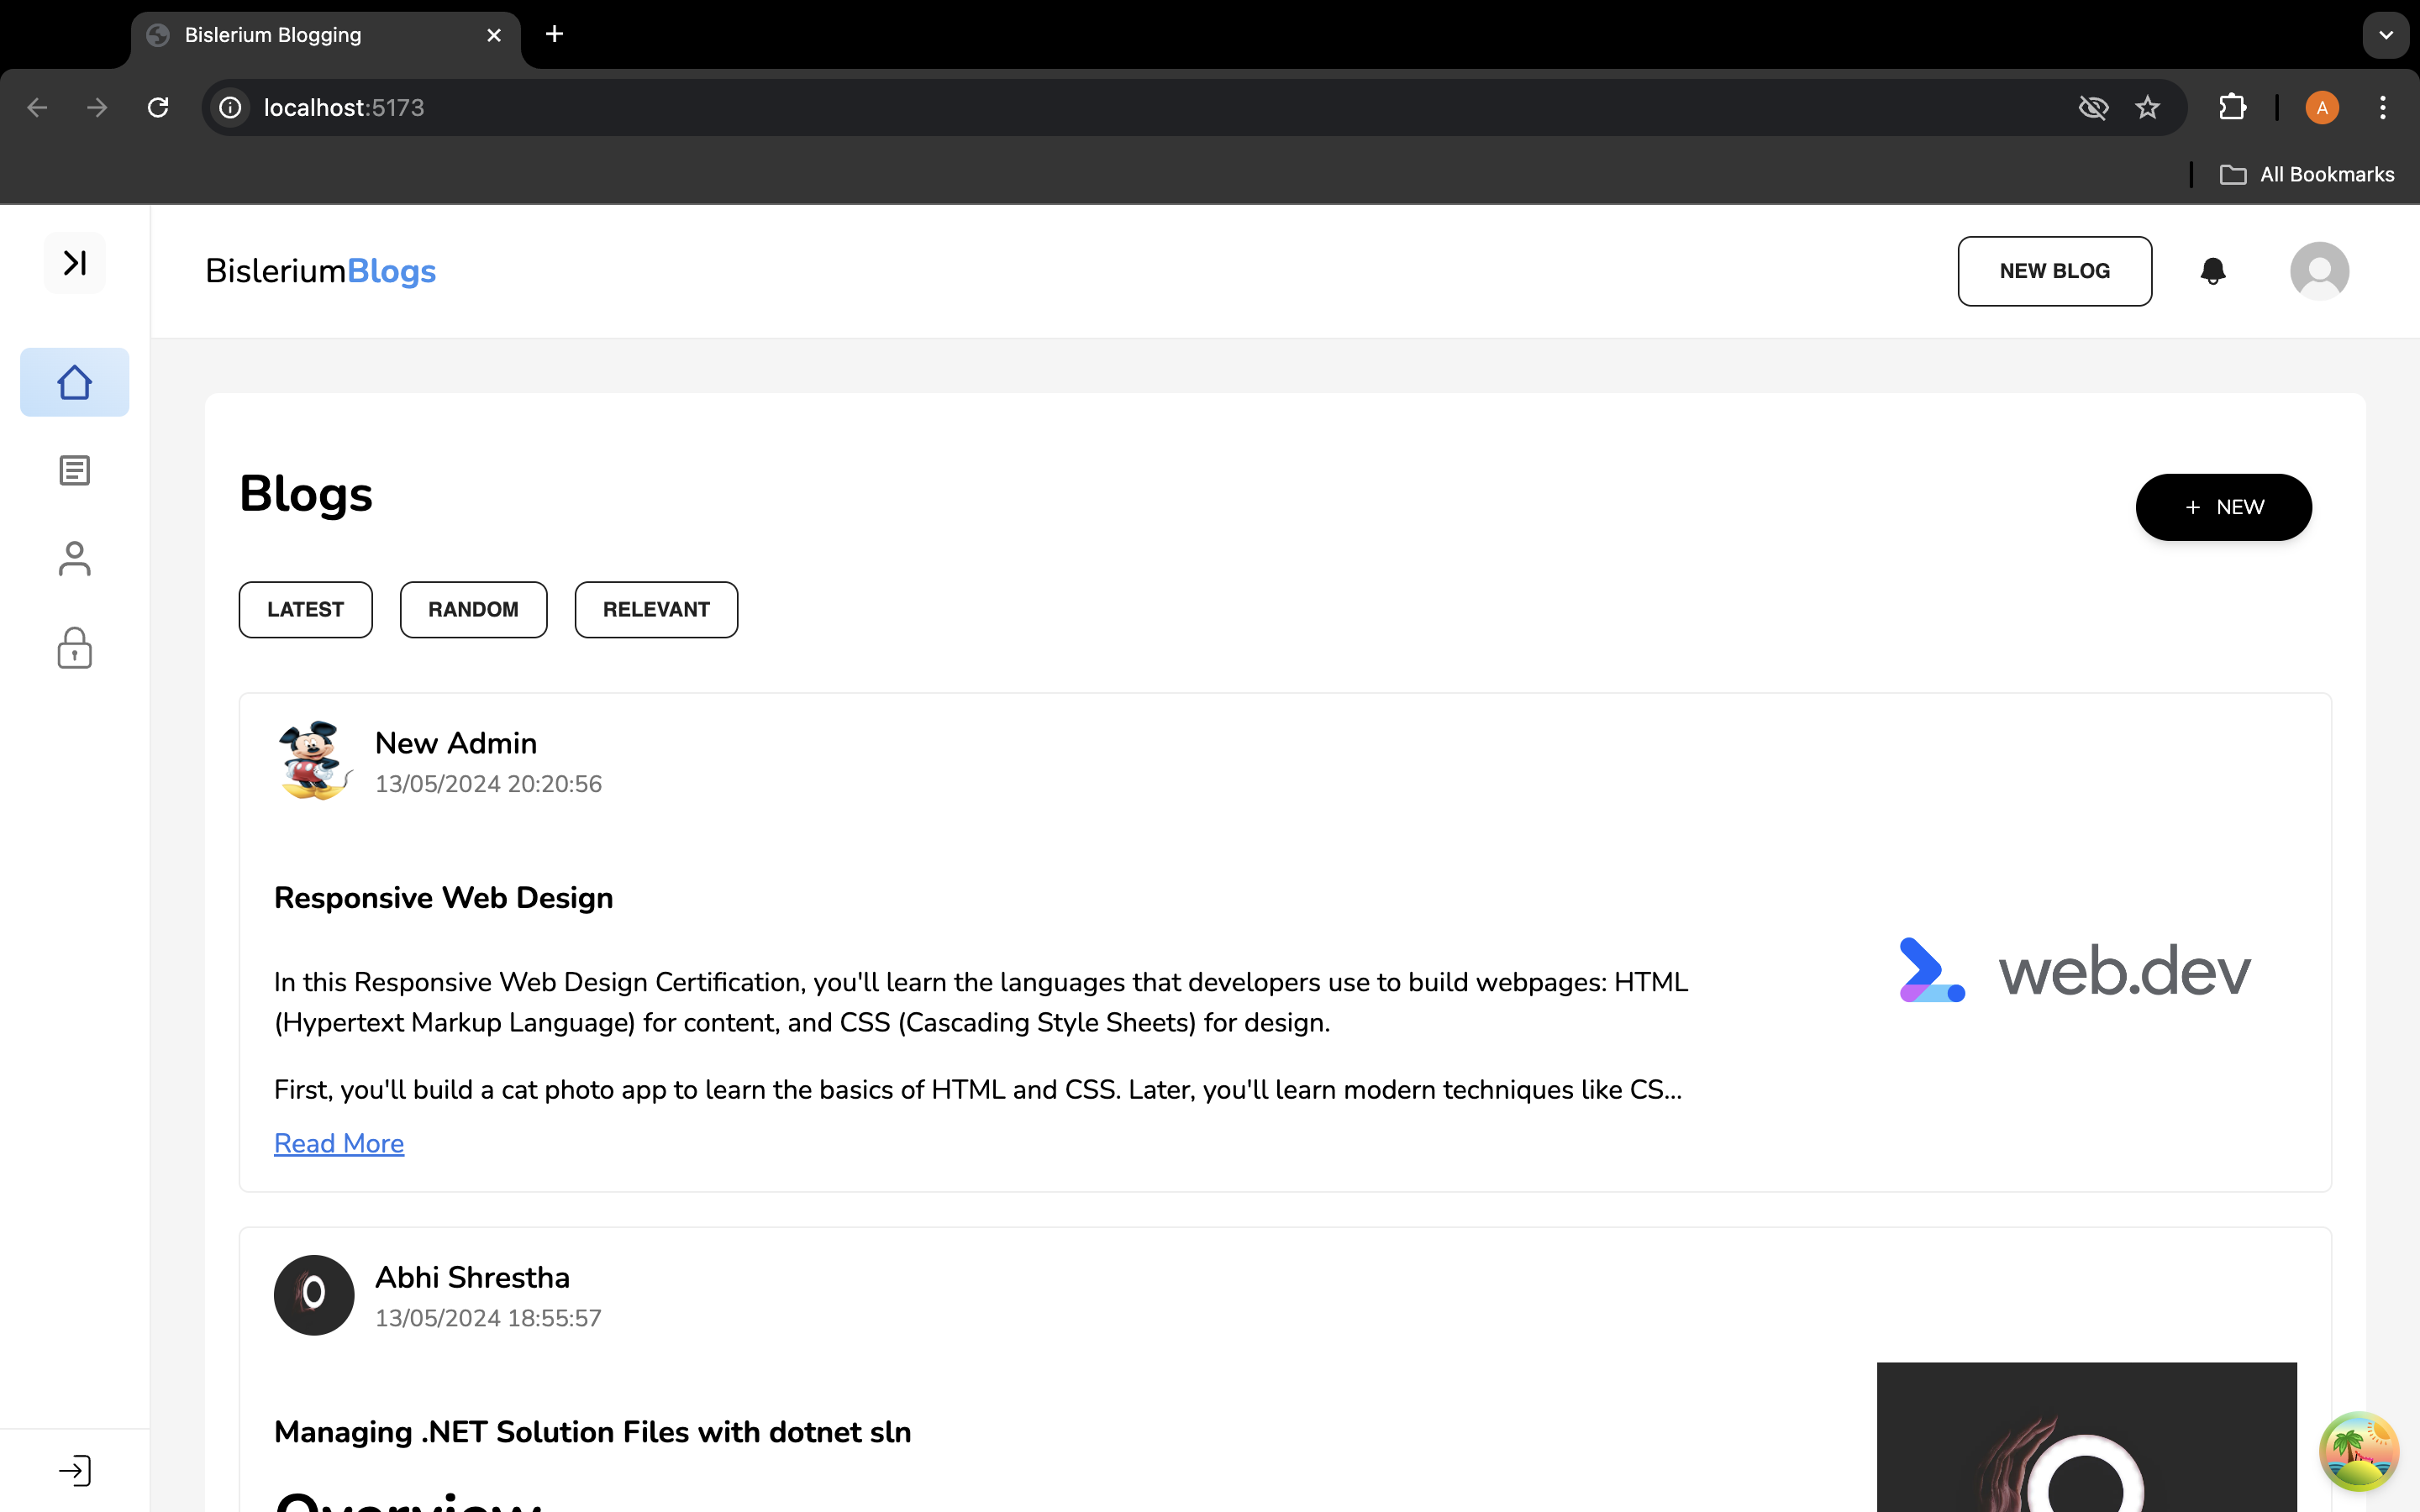 Bislerium Blogging
localhost:5173
A
All Bookmarks
BisleriumBlogs
NEW BLOG
Blogs
+ NEW
LATEST
RANDOM
RELEVANT
New Admin
13/05/2024 20:20:56
Responsive Web Design
In this Responsive Web Design Certification, you'll learn the languages that developers use to build webpages: HTML
(Hypertext Markup Language) for content, and CSS (Cascading Style Sheets) for design.
First, you'll build a cat photo app to learn the basics of HTML and CSS. Later, you'll learn modern techniques like CS...
Read More
web.dev
Abhi Shrestha
13/05/2024 18:55:57
Managing .NET Solution Files with dotnet sln
Overview